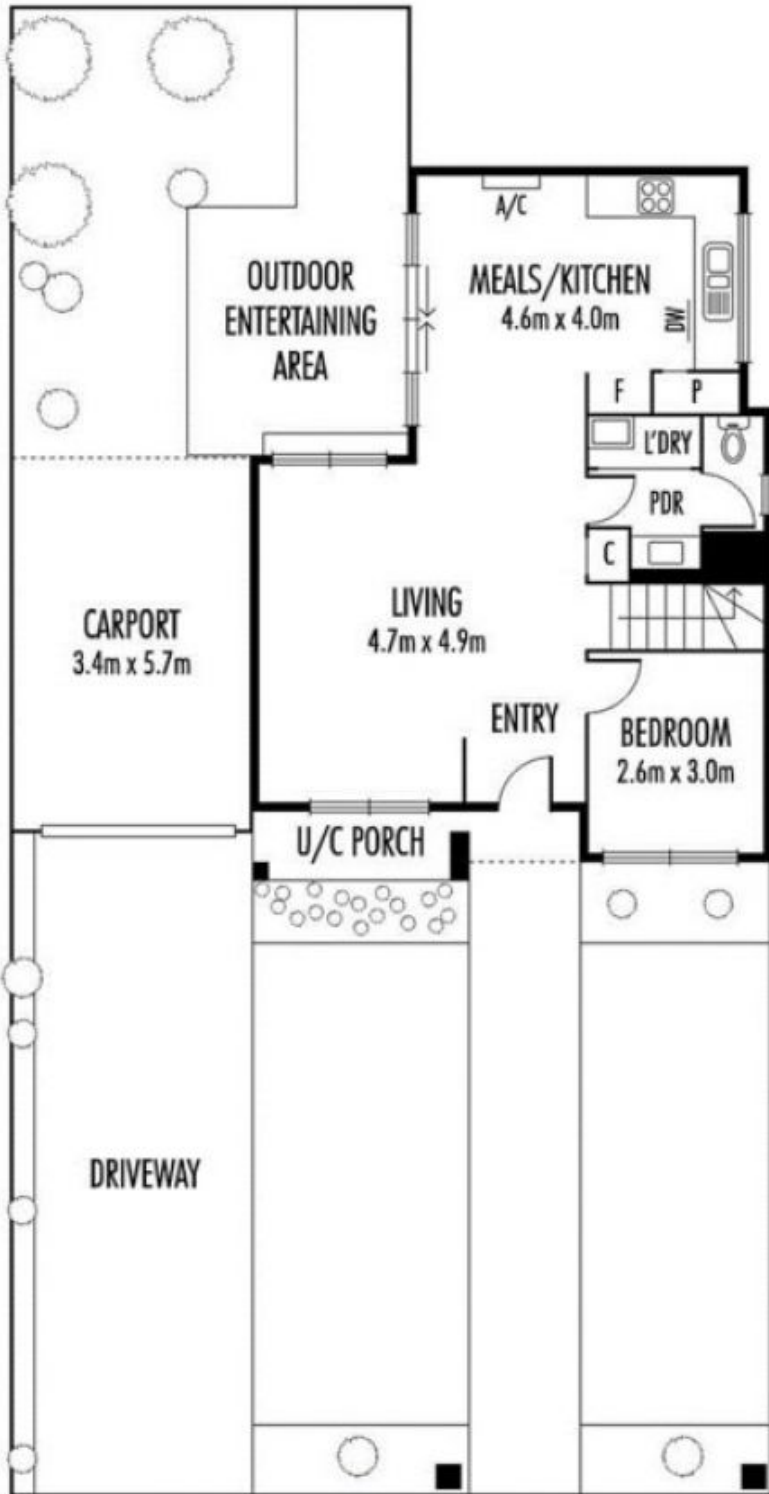 A/C
MEALS/KITCHEN
4.6m x 4.0m
DW
OUTDOOR
ENTERTAINING
AREA
F
P
L'DRY
PDR
C
LIVING
4.7m x 4.9m
CARPORT
3.4m x 5.7m
ENTRY
BEDROOM
2.6m x 3.0m
U/C PORCH
DRIVEWAY